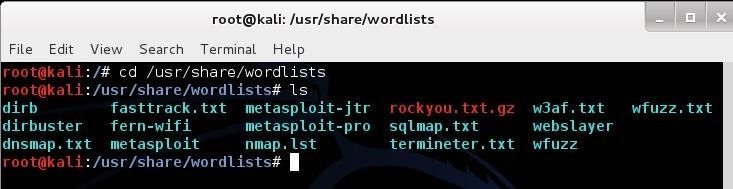 root@kali: /usr/share/wordlists
File Edit View Search Terminal Help
root@kali:/# cd /usr/share/wordlists
root@kali:/usr/share/wordlists# ls
dirb fasttrack.txt metasploit-jtr rockyou.txt.gz w3af.txt wfuzz.txt
dirbuster fern-wifi metasploit-pro sqlmap.txt webslayer
dnsmap.txt metasploit nmap.lst termineter.txt wfuzz
root@kali:/usr/share/wordlists#